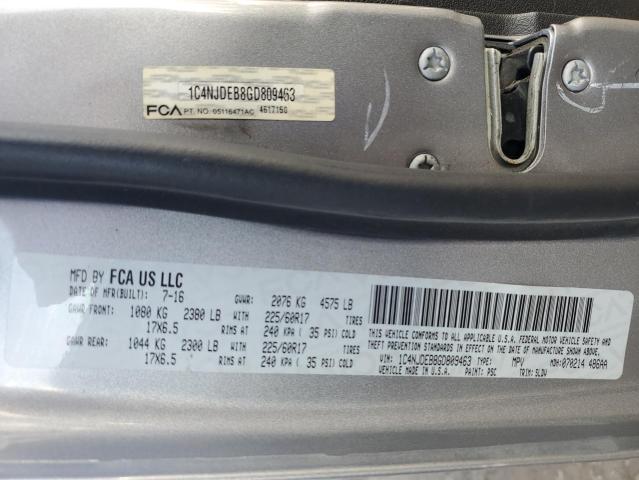 1C4NJDEB8GD809463
FCA PT. NO. 05116471AC 4617150
MFD BY FCA US LLC
DATE OF MFR(BUILT): 7-16 GVWR: 2076 KG 4575 LB
GAWR FRONT: 1080 KG 2380 LB WITH 225/60R17 TIRES
17X6.5 RIMS AT 240 KPA ( 35 PSI) COLD
GAWR REAR: 1044 KG 2300 LB WITH 225/60R17 TIRES
17X6.5 RIMS AT 240 KPA ( 35 PSI) COLD
THIS VEHICLE CONFORMS TO ALL APPLICABLE U.S.A. FEDERAL MOTOR VEHICLE SAFETY, BUMPER AND
THEFT PREVENTION STANDARDS IN EFFECT ON THE DATE OF MANUFACTURE SHOWN ABOVE.
VIN: 1C4NJDEB8GD809463 TYPE: MPV MDH: 070214 486AA
VEHICLE MADE IN U.S.A. PAINT: PSC TRIM: SLDV